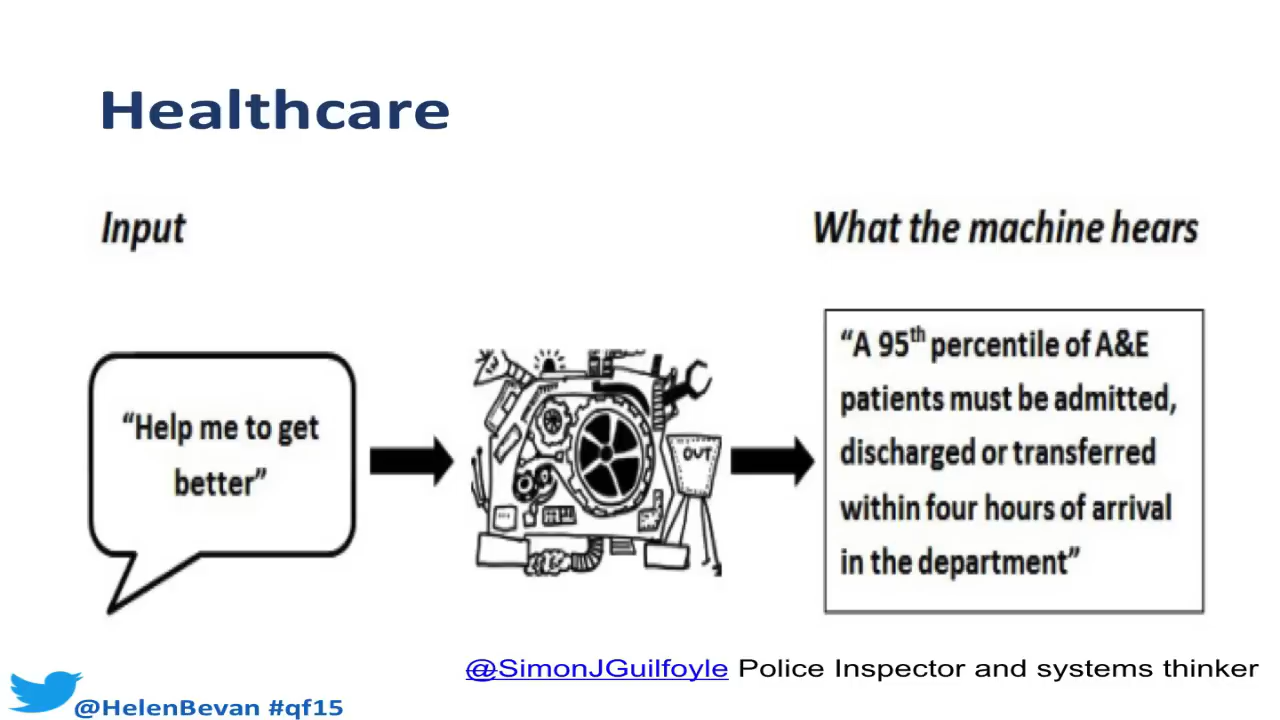 Healthcare
Input
What the machine hears
“Help me to get
better”
OUT
“A 95th percentile of A&E
patients must be admitted,
discharged or transferred
within four hours of arrival
in the department”
@SimonJGuilfoyle Police Inspector and systems thinker
@HelenBevan #qf15